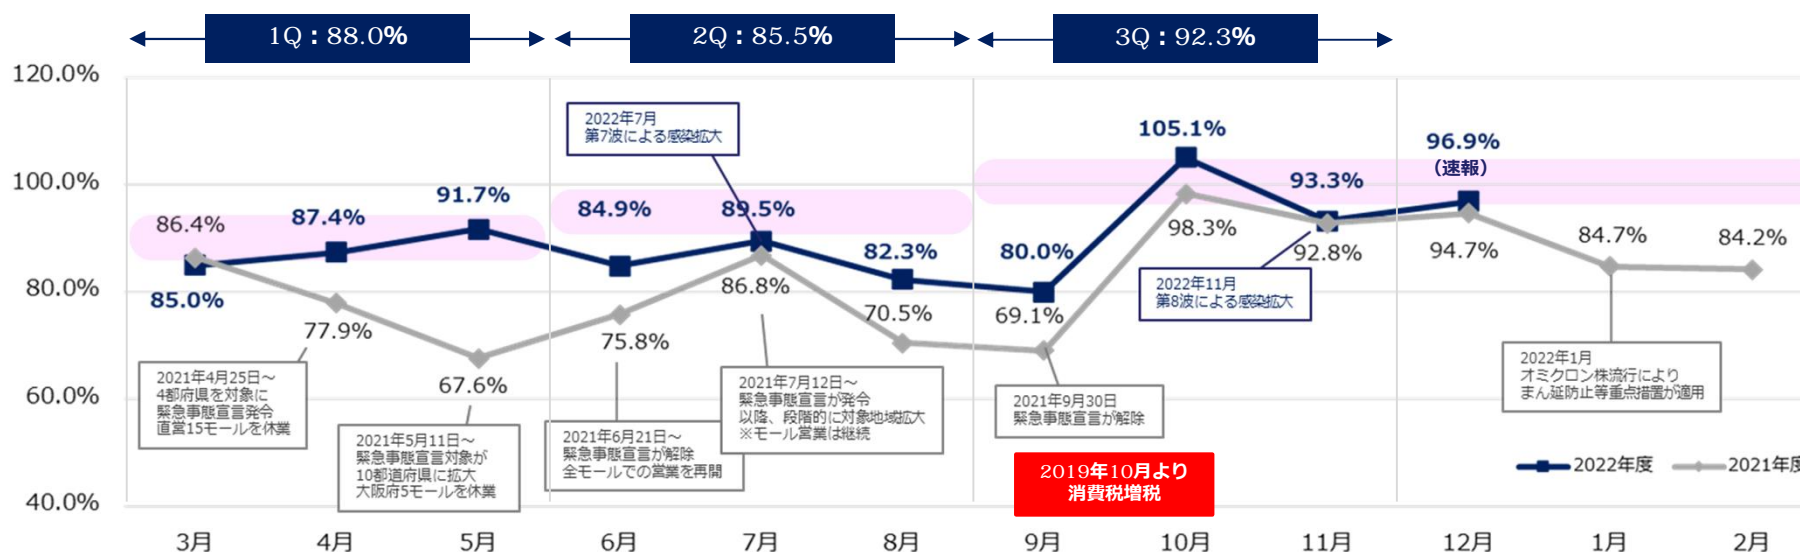 1Q：88.0%
2Q：85.5%
3Q：92.3%
120.0%
100.0%
80.0%
60.0%
40.0%
86.4%
85.0%
87.4%
77.9%
91.7%
67.6%
84.9%
75.8%
89.5%
86.8%
82.3%
70.5%
80.0%
69.1%
105.1%
98.3%
93.3%
92.8%
96.9%
（速報）
94.7%
84.7%
84.2%
2022年7月
第7波による感染拡大
2022年11月
第8波による感染拡大
2021年4月25日～
4都府県を対象に
緊急事態宣言発令
直営15モールを休業
2021年5月11日～
緊急事態宣言対象が
10都道府県に拡大
大阪府5モールを休業
2021年6月21日～
緊急事態宣言が解除
全モールでの営業を再開
2021年7月12日～
緊急事態宣言が発令
以降、段階的に対象地域拡大
※モール営業は継続
2021年9月30日
緊急事態宣言が解除
2022年1月
オミクロン株流行により
まん延防止等重点措置が適用
2019年10月より
消費税増税
2022年度
2021年度
3月
4月
5月
6月
7月
8月
9月
10月
11月
12月
1月
2月